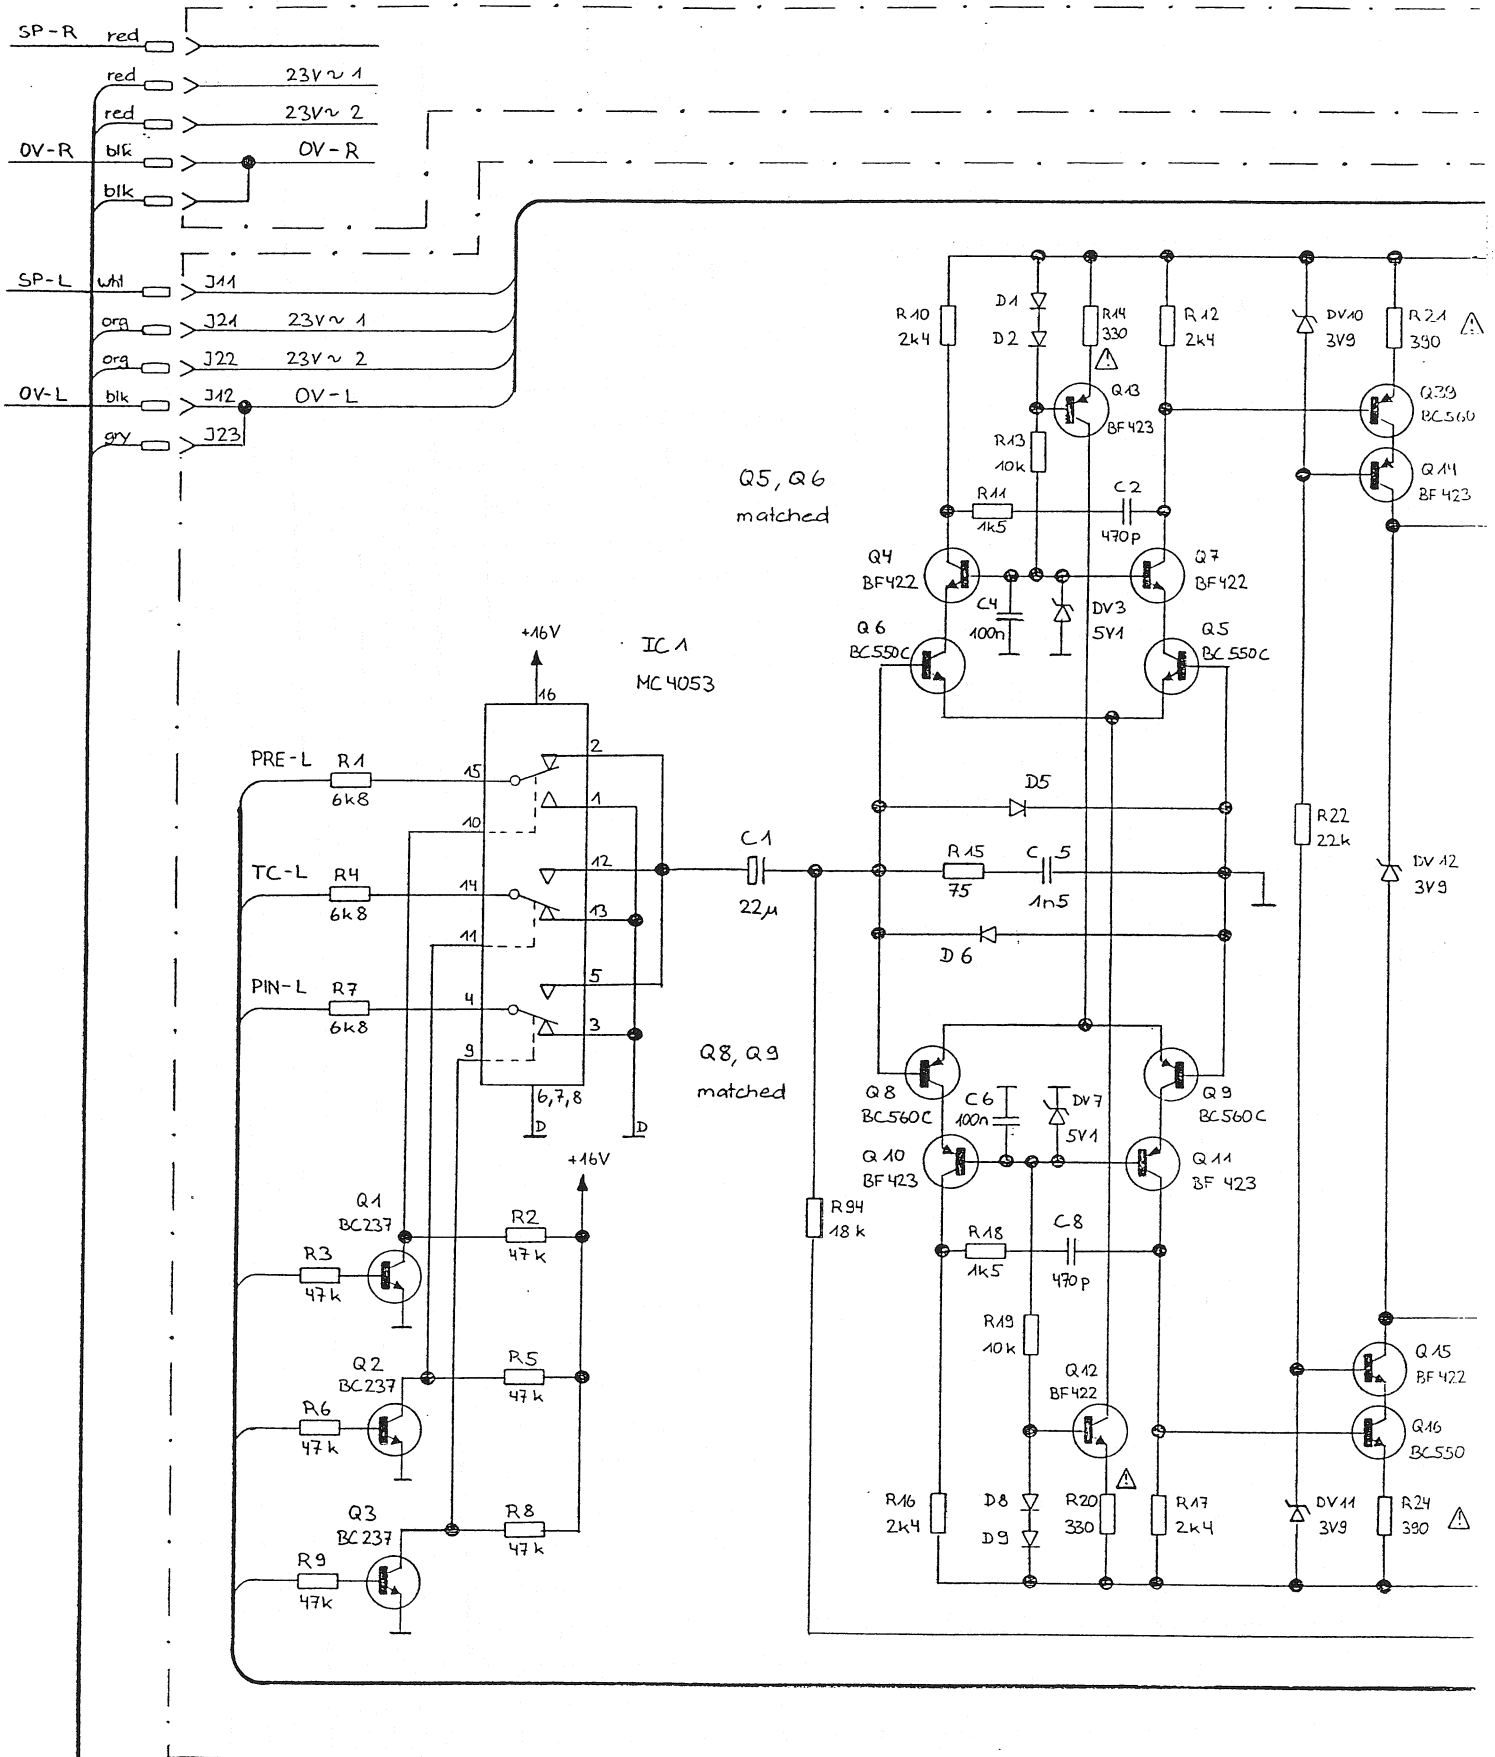 SP-R red
red 23V~ 1
red 23V~ 2
0V-R blk 0V-R
blk
SP-L wht J11
org J21 23V~ 1
org J22 23V~ 2
0V-L blk J12 0V-L
gry J23
R10
2k4
D1
D2
R14
330
R12
2k4
DV10
3V9
R21
390
Q13
BF423
Q39
BC560
R13
10k
Q14
BF423
Q5, Q6
matched
R11
1k5
C2
470p
Q4
BF422
Q7
BF422
C4
100n
DV3
5V1
Q6
BC550C
Q5
BC550C
+16V
IC1
MC4053
16
PRE-L R1
6k8
15
2
1
10
TC-L R4
6k8
14
12
13
11
PIN-L R7
6k8
4
5
3
9
6,7,8
D
D
C1
22µ
D5
R15
75
C5
1n5
D6
R22
22k
DV12
3V9
Q8, Q9
matched
Q8
BC560C
C6
100n
DV7
5V1
Q9
BC560C
Q10
BF423
Q11
BF423
+16V
Q1
BC237
R2
47k
R3
47k
R94
18k
R18
1k5
C8
470p
R19
10k
Q2
BC237
R5
47k
R6
47k
Q12
BF422
Q15
BF422
Q16
BC550
Q3
BC237
R8
47k
R9
47k
R16
2k4
D8
D9
R20
330
R17
2k4
DV11
3V9
R24
390